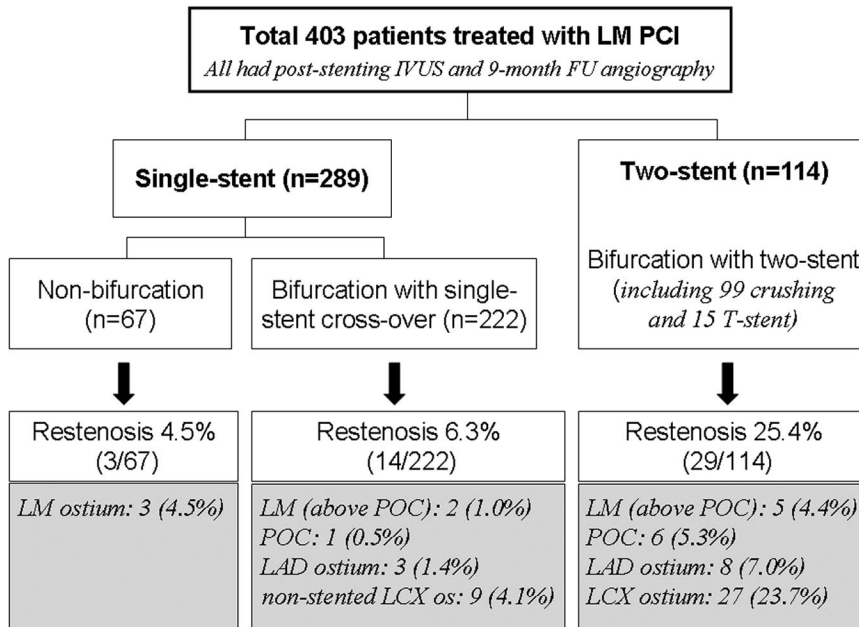 Total 403 patients treated with LM PCI
All had post-stenting IVUS and 9-month FU angiography
Single-stent (n=289)
Two-stent (n=114)
Bifurcation with two-stent
(including 99 crushing
and 15 T-stent)
Non-bifurcation
(n=67)
Bifurcation with single-
stent cross-over (n=222)
Restenosis 4.5%
(3/67)
LM ostium: 3 (4.5%)
Restenosis 6.3%
(14/222)
LM (above POC): 2 (1.0%)
POC: 1 (0.5%)
LAD ostium: 3 (1.4%)
non-stented LCX os: 9 (4.1%)
Restenosis 25.4%
(29/114)
LM (above POC): 5 (4.4%)
POC: 6 (5.3%)
LAD ostium: 8 (7.0%)
LCX ostium: 27 (23.7%)